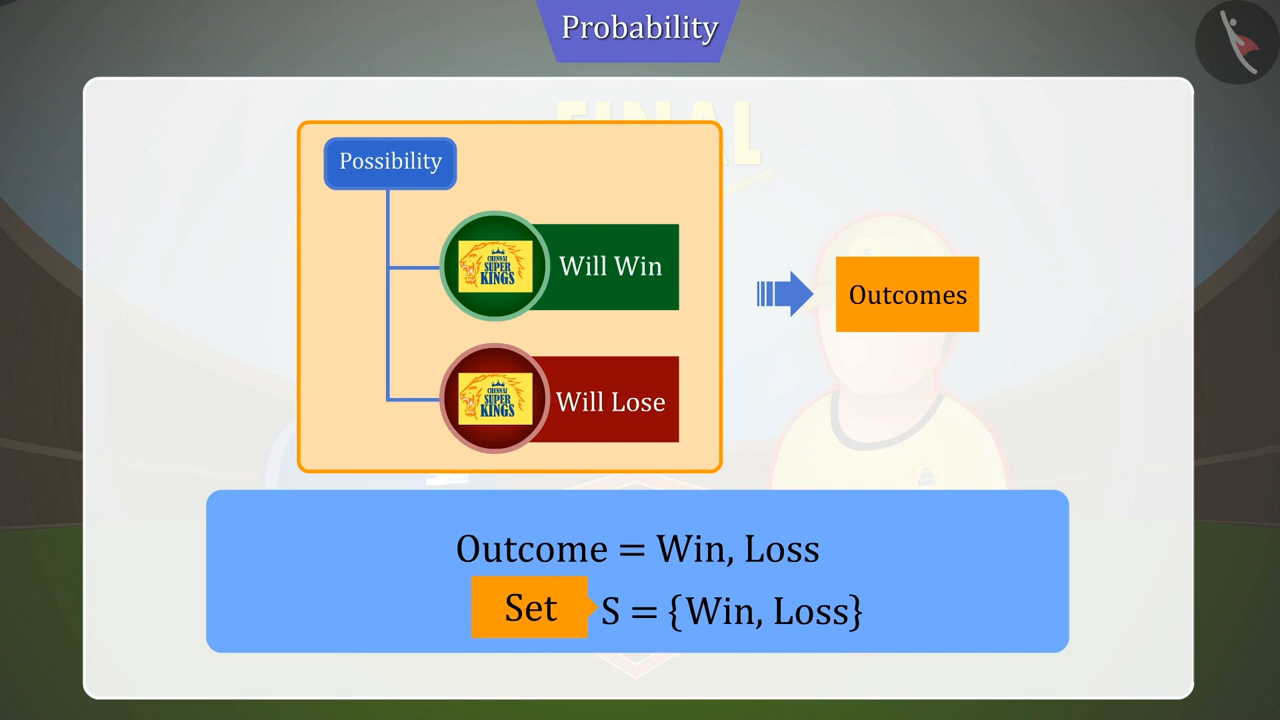 Probability
FINAL
Possibility
CHENNAI
SUPER
KINGS
Will Win
Outcomes
CHENNAI
SUPER
KINGS
Will Lose
Outcome = Win, Loss
Set
S = {Win, Loss}